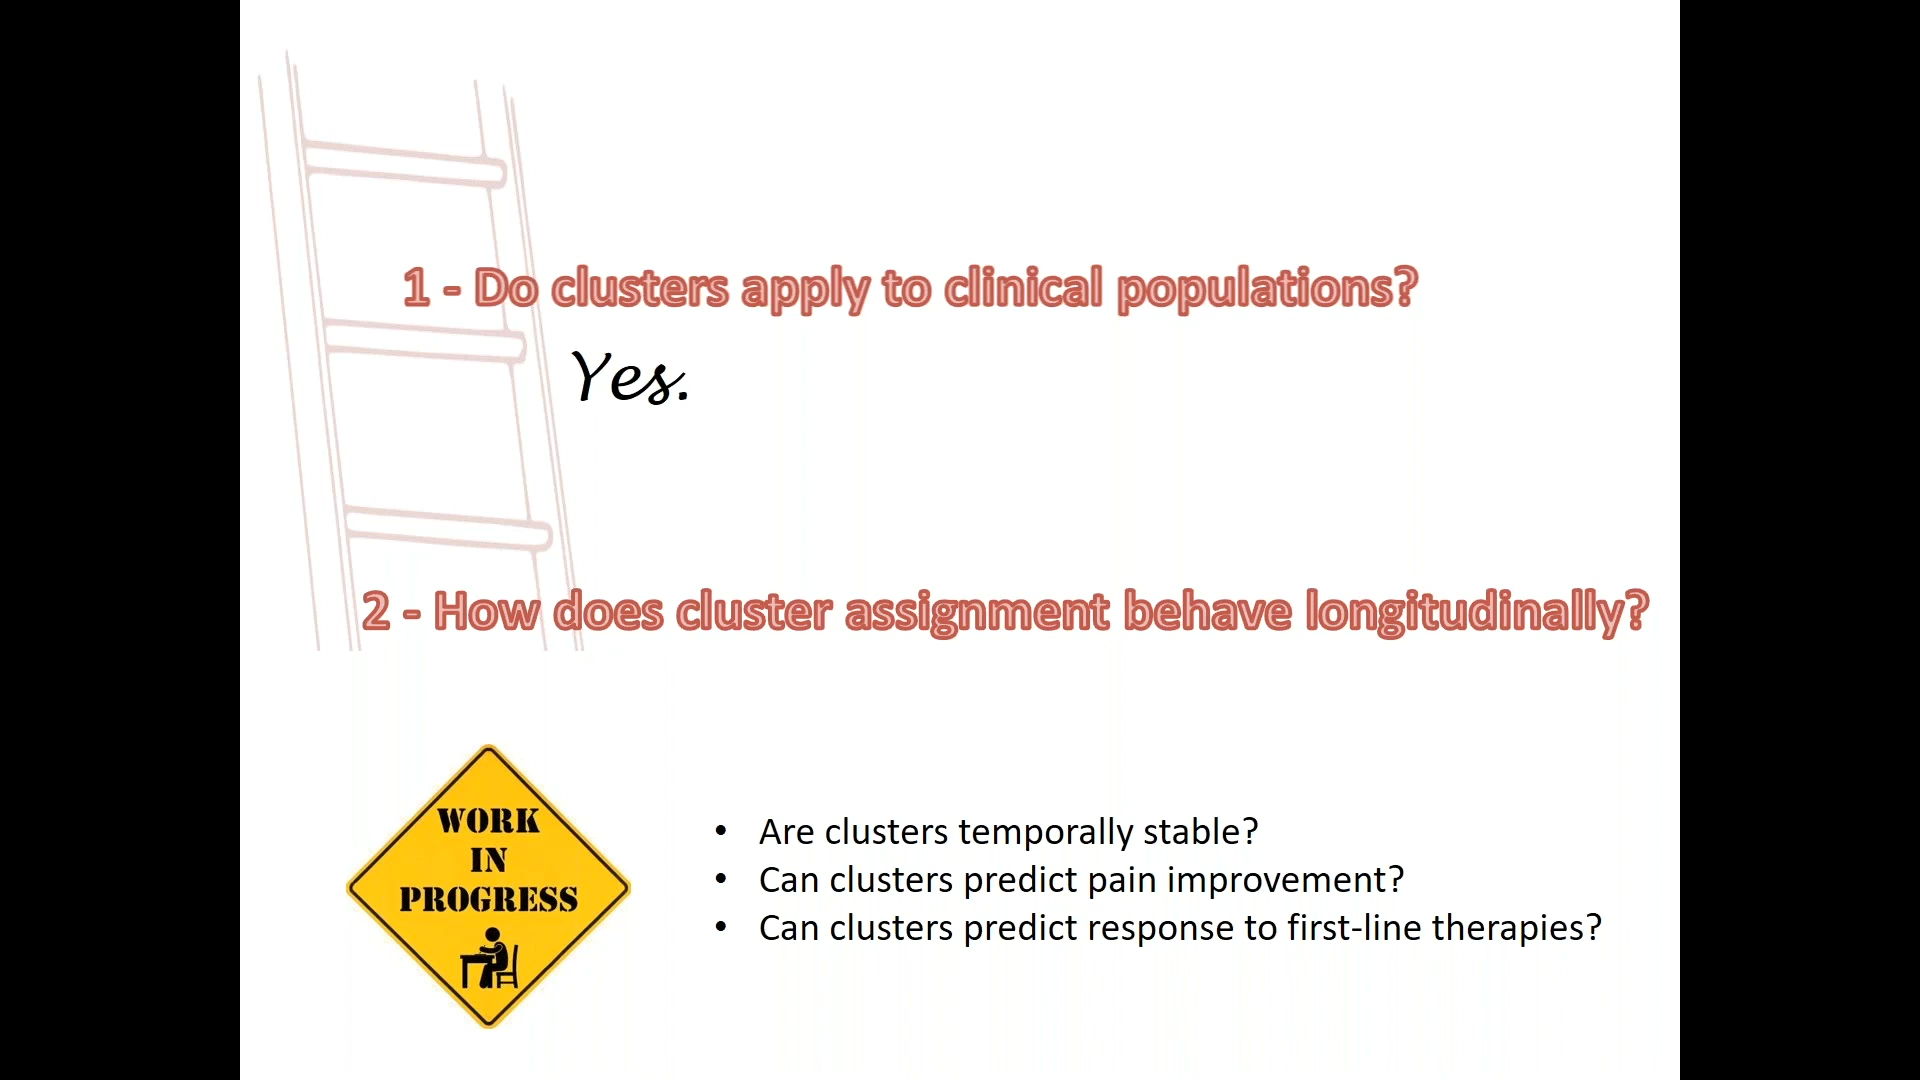 1 - Do clusters apply to clinical populations?
Yes.
2 - How does cluster assignment behave longitudinally?
WORK
IN
PROGRESS
• Are clusters temporally stable?
• Can clusters predict pain improvement?
• Can clusters predict response to first-line therapies?